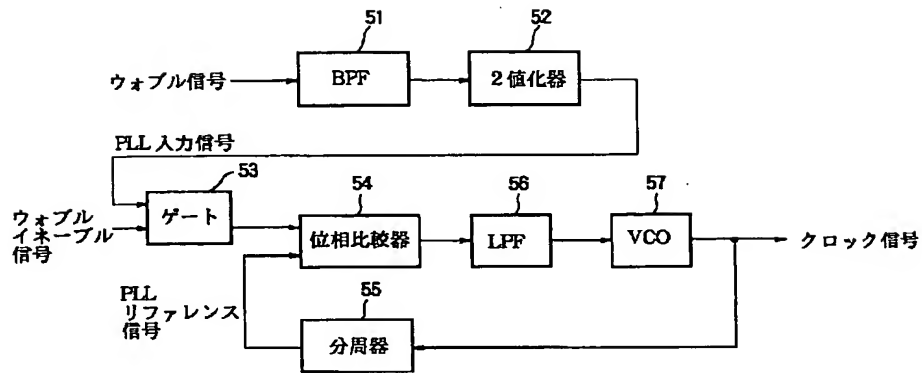 51
52
ウォブル信号
BPF
2値化器
PLL 入力信号
53
54
56
57
ウォブル
イネーブル
信号
ゲート
位相比較器
LPF
VCO
クロック信号
PLL
リファレンス
信号
55
分周器